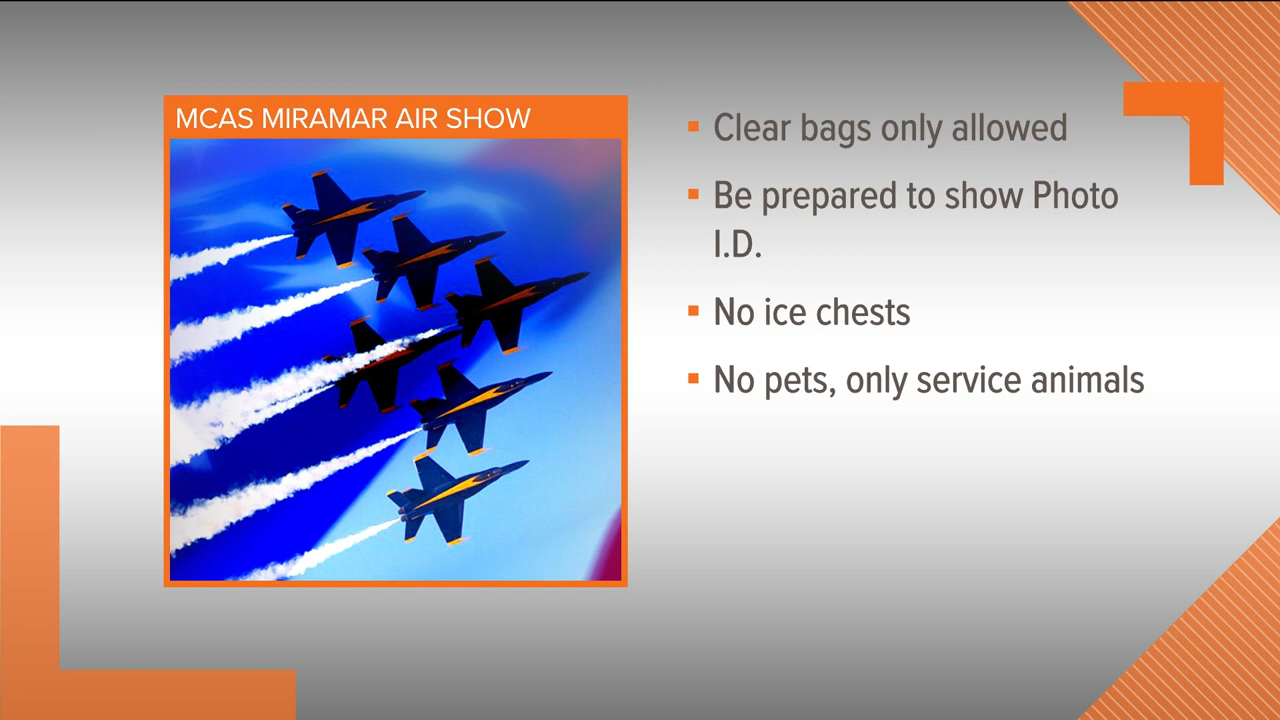 MCAS MIRAMAR AIR SHOW
Clear bags only allowed
Be prepared to show Photo
I.D.
No ice chests
No pets, only service animals